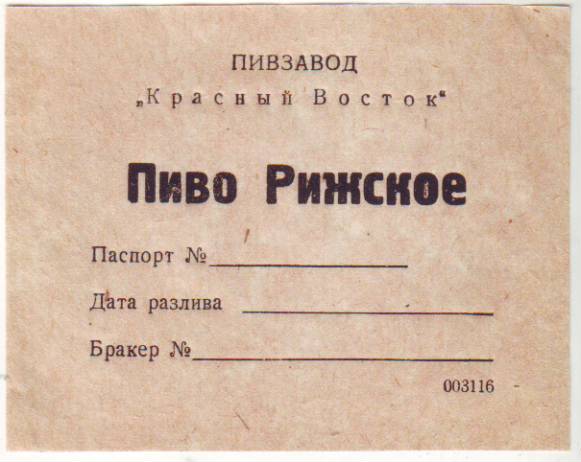 ПИВЗАВОД
„Красный Восток“
Пиво Рижское
Паспорт №
Дата разлива
Бракер №
003116